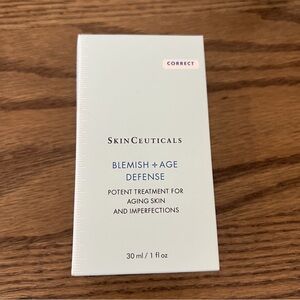 CORRECT
SKINCEUTICALS
BLEMISH + AGE
DEFENSE
POTENT TREATMENT FOR
AGING SKIN
AND IMPERFECTIONS
30 ml / 1 fl oz